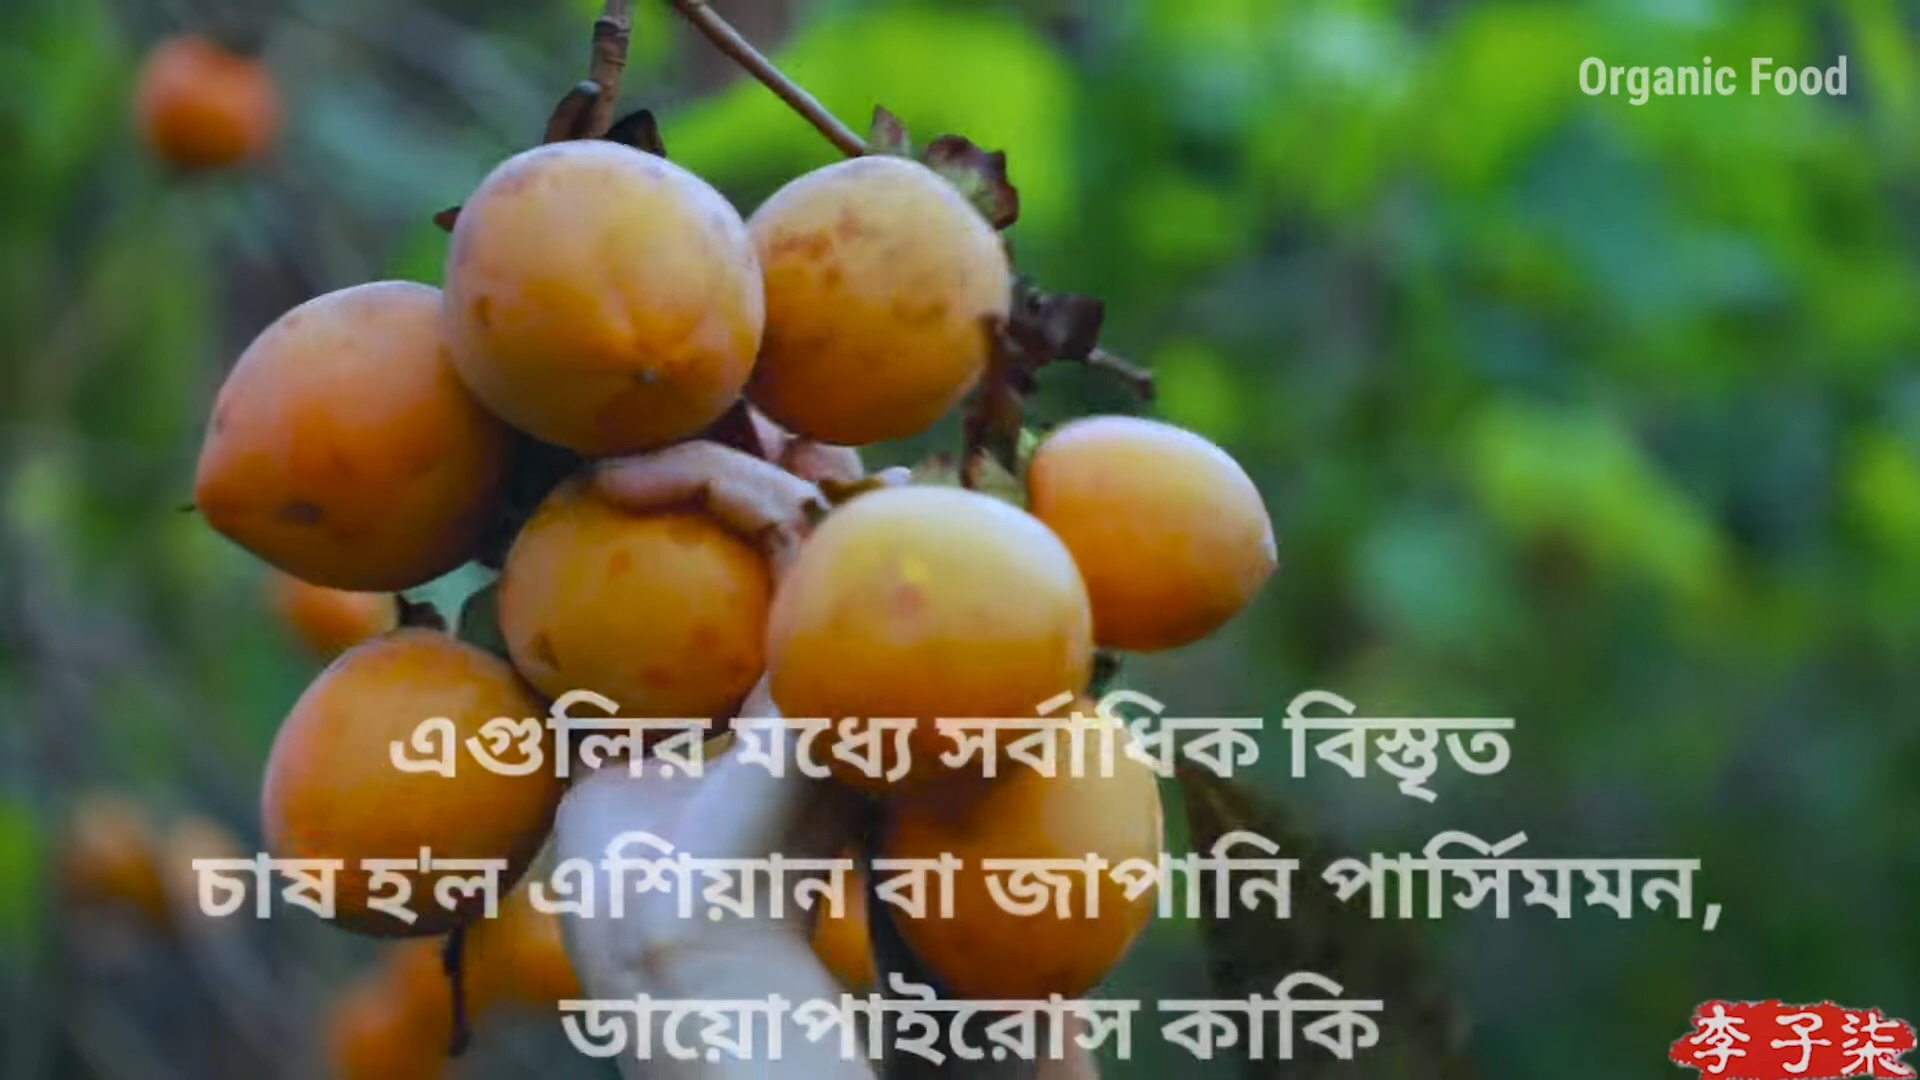 Organic Food
এগুলির মধ্যে সর্বাধিক বিস্তৃত
চাষ হ'ল এশিয়ান বা জাপানি পার্সিমমন,
ডায়োপাইরোস কাকি
李子柒